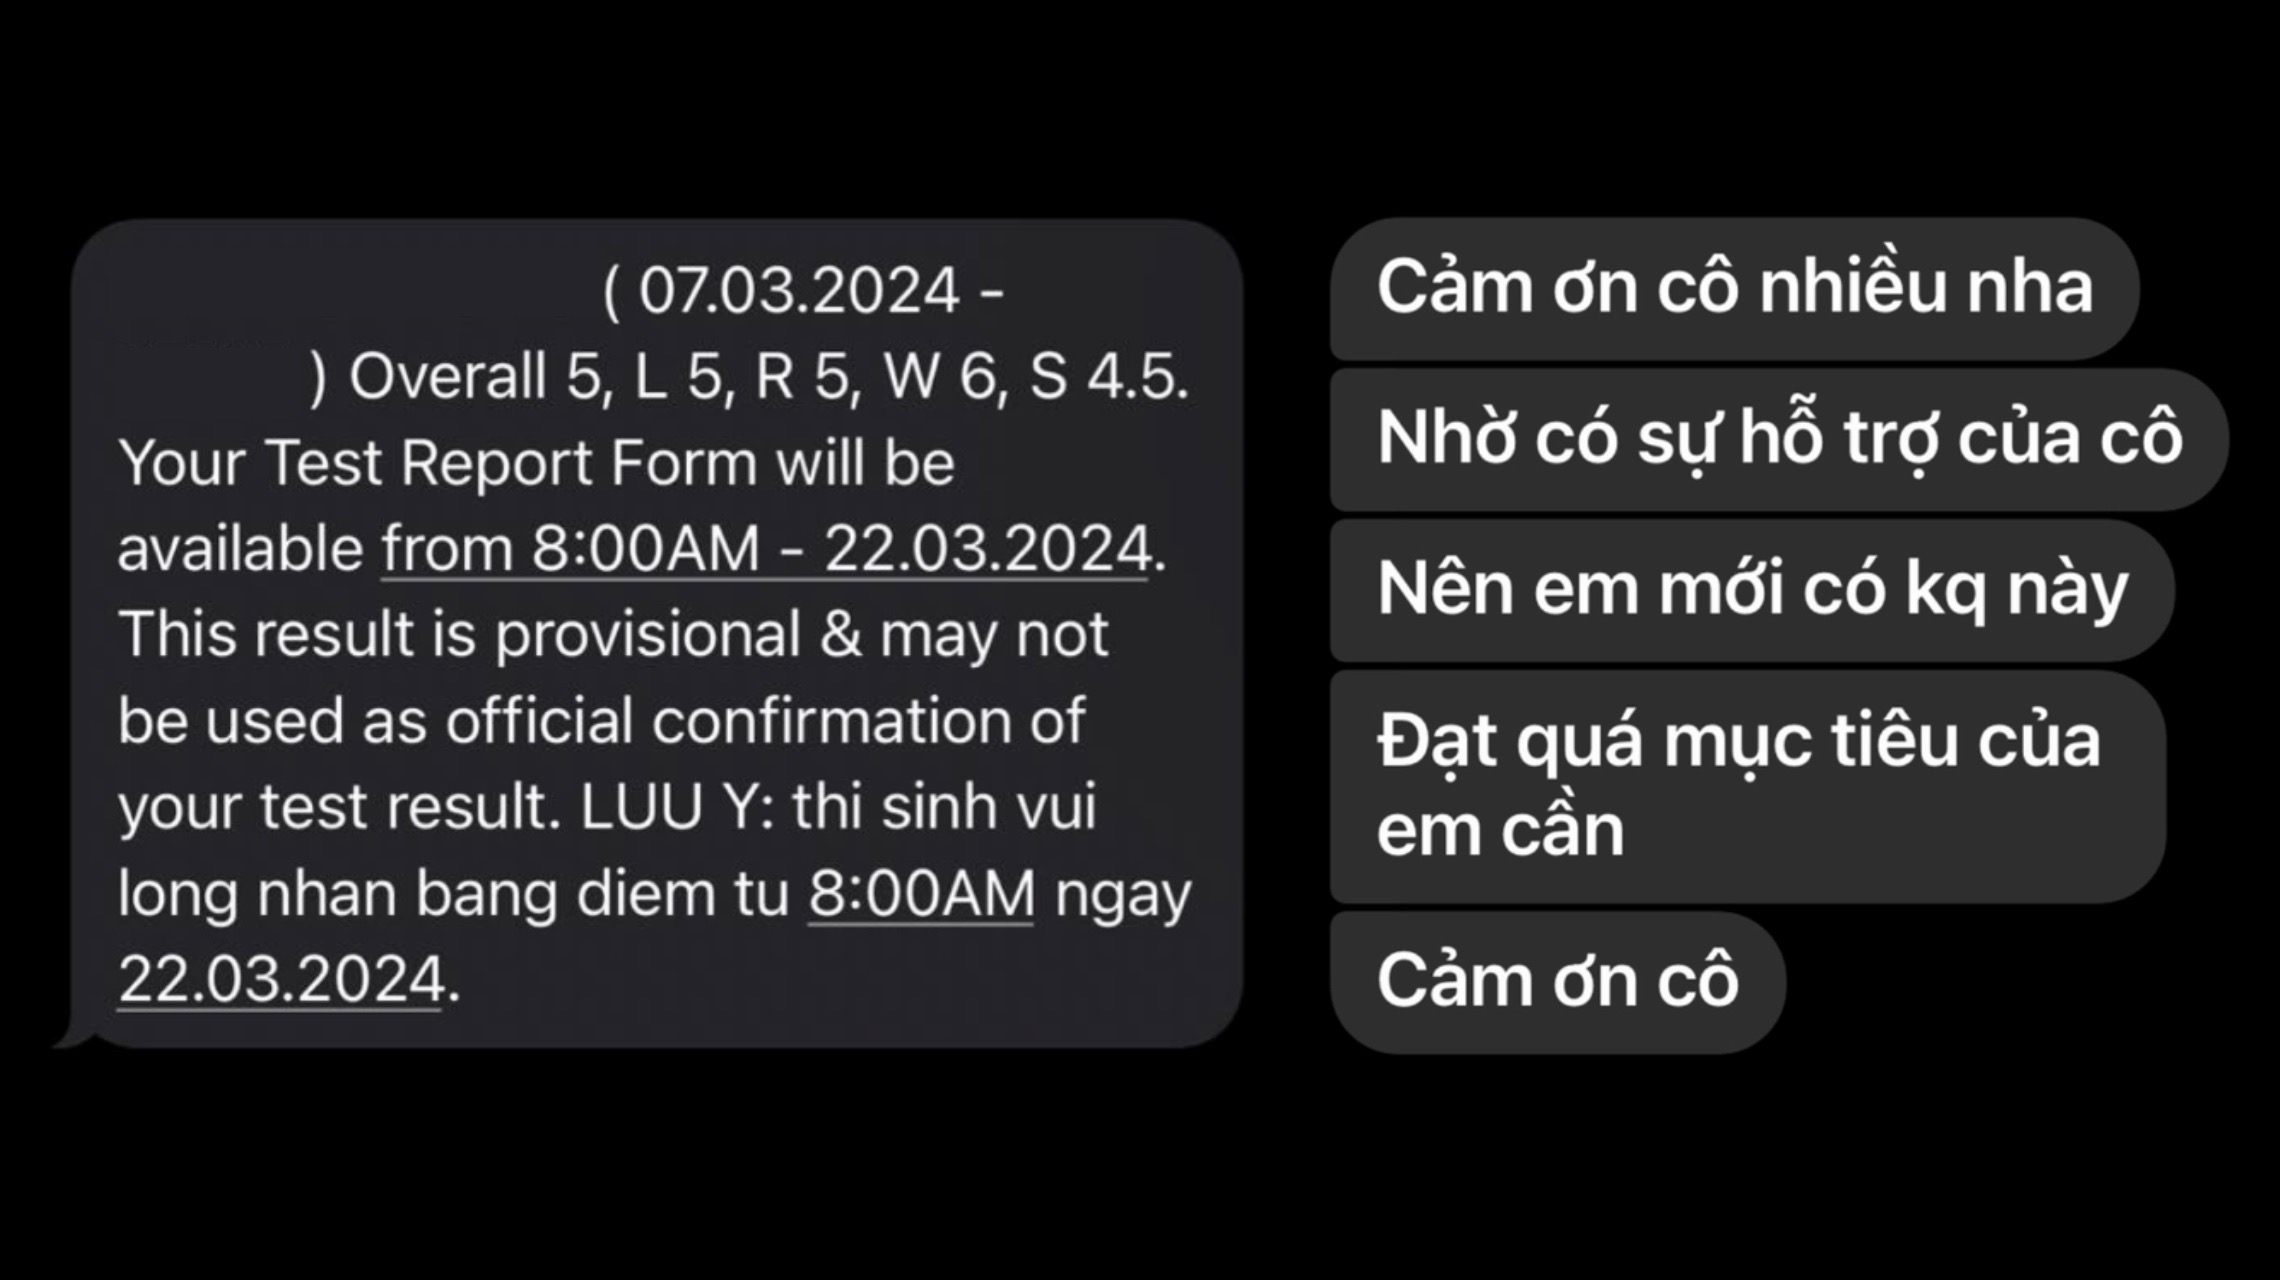 ( 07.03.2024 -
) Overall 5, L 5, R 5, W 6, S 4.5.
Your Test Report Form will be
available from 8:00AM - 22.03.2024.
This result is provisional & may not
be used as official confirmation of
your test result. LUU Y: thi sinh vui
long nhan bang diem tu 8:00AM ngay
22.03.2024.
Cảm ơn cô nhiều nha
Nhờ có sự hỗ trợ của cô
Nên em mới có kq này
Đạt quá mục tiêu của
em cần
Cảm ơn cô